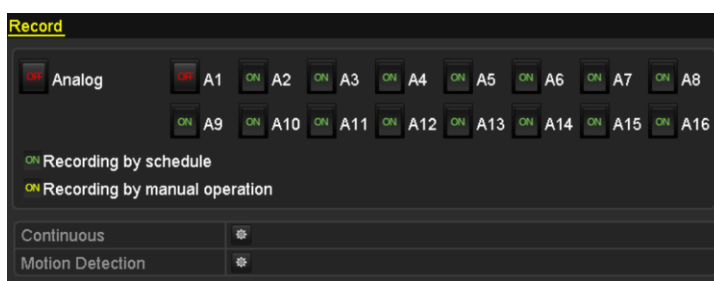 Record
OFF Analog OFF A1 ON A2 ON A3 ON A4 ON A5 ON A6 ON A7 ON A8
ON A9 ON A10 ON A11 ON A12 ON A13 ON A14 ON A15 ON A16
ON Recording by schedule
ON Recording by manual operation
Continuous
Motion Detection